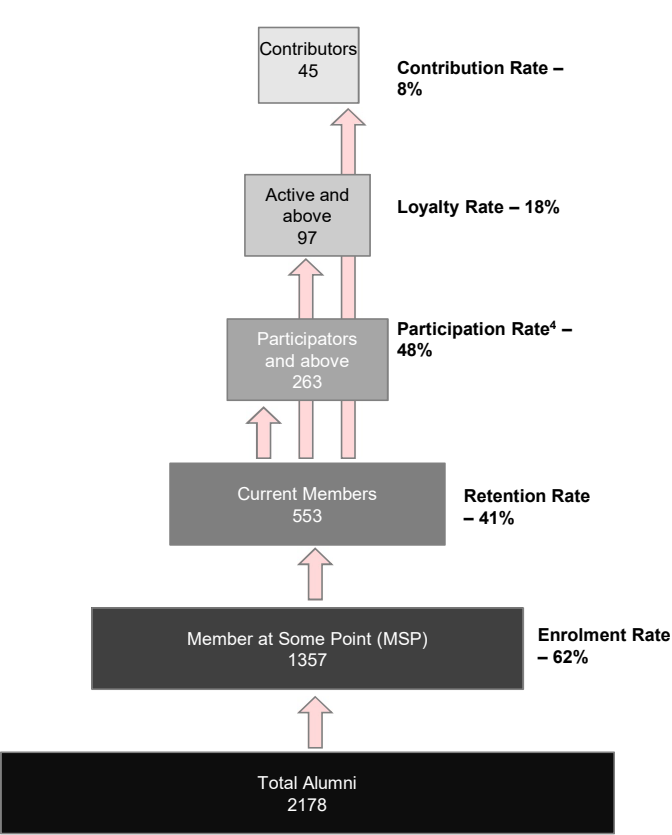 Contributors
45
Contribution Rate –
8%
Active and
above
97
Loyalty Rate – 18%
Participators
and above
263
Participation Rate⁴ –
48%
Current Members
553
Retention Rate
– 41%
Member at Some Point (MSP)
1357
Enrolment Rate
– 62%
Total Alumni
2178